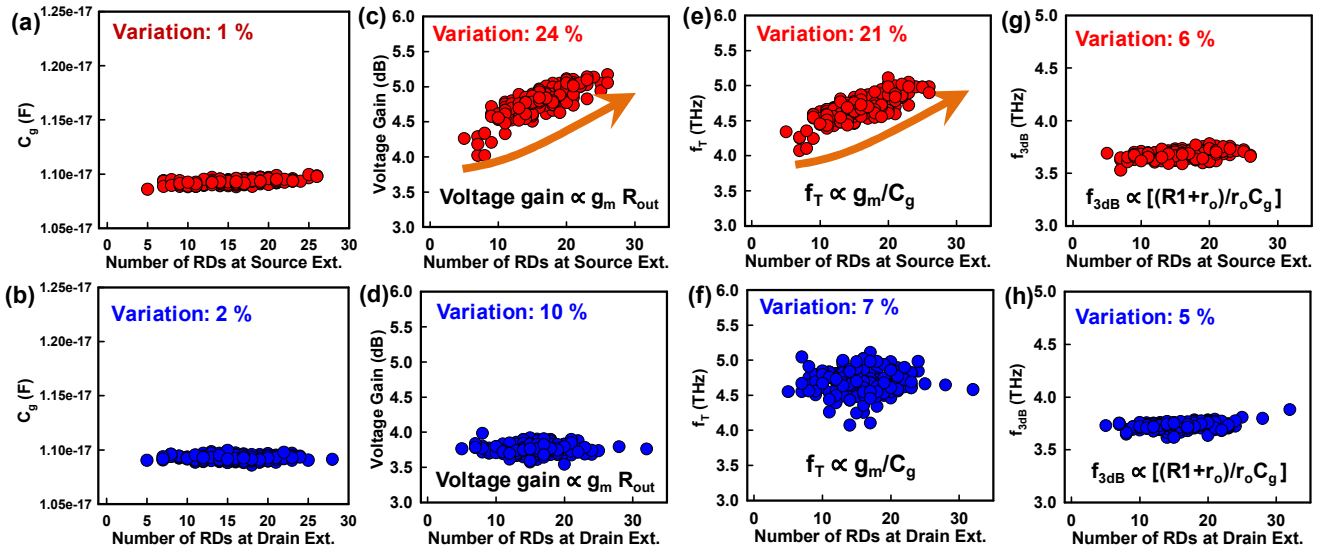 (a)
Variation: 1 %
C_g (F)
1.25e-17
1.20e-17
1.15e-17
1.10e-17
1.05e-17
0 5 10 15 20 25 30
Number of RDs at Source Ext.
(c)
Variation: 24 %
Voltage Gain (dB)
6.0
5.5
5.0
4.5
4.0
3.5
3.0
Voltage gain ∝ g_m R_out
0 10 20 30
Number of RDs at Source Ext.
(e)
Variation: 21 %
f_T (THz)
6.0
5.5
5.0
4.5
4.0
3.5
3.0
f_T ∝ g_m/C_g
0 10 20 30
Number of RDs at Source Ext.
(g)
Variation: 6 %
f_3dB (THz)
5.0
4.5
4.0
3.5
3.0
f_3dB ∝ [(R1+r_o)/r_oC_g]
0 10 20 30
Number of RDs at Source Ext.
(b)
Variation: 2 %
C_g (F)
1.25e-17
1.20e-17
1.15e-17
1.10e-17
1.05e-17
0 5 10 15 20 25 30
Number of RDs at Drain Ext.
(d)
Variation: 10 %
Voltage Gain (dB)
6.0
5.5
5.0
4.5
4.0
3.5
3.0
Voltage gain ∝ g_m R_out
0 10 20 30
Number of RDs at Drain Ext.
(f)
Variation: 7 %
f_T (THz)
6.0
5.5
5.0
4.5
4.0
3.5
3.0
f_T ∝ g_m/C_g
0 10 20 30
Number of RDs at Drain Ext.
(h)
Variation: 5 %
f_3dB (THz)
5.0
4.5
4.0
3.5
3.0
f_3dB ∝ [(R1+r_o)/r_oC_g]
0 10 20 30
Number of RDs at Drain Ext.